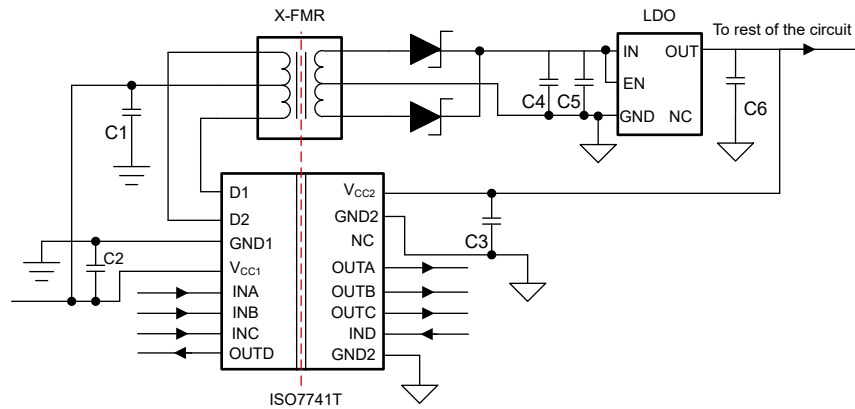 X-FMR
LDO
To rest of the circuit
IN
OUT
EN
GND
NC
C1
C4
C5
C6
D1
D2
GND1
VCC1
INA
INB
INC
OUTD
VCC2
GND2
NC
OUTA
OUTB
OUTC
IND
GND2
C2
C3
ISO7741T